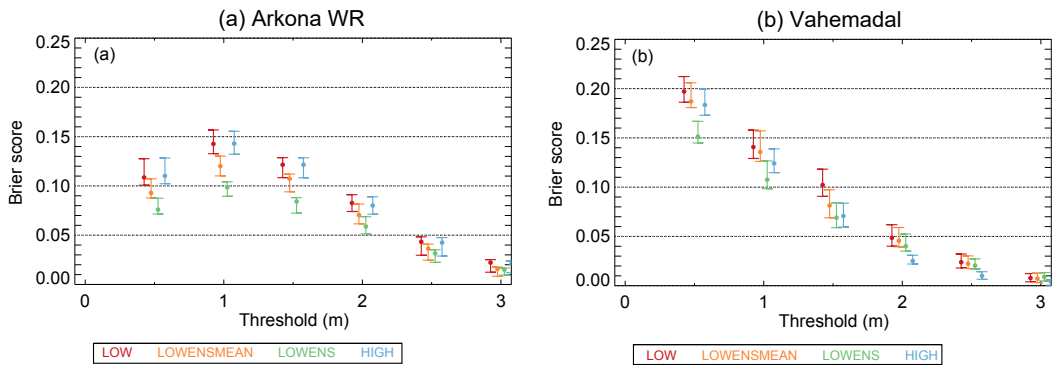 (a) Arkona WR
(a)
0.25
0.20
0.15
0.10
0.05
0.00
Brier score
0
1
2
3
Threshold (m)
LOW LOWENSMEAN LOWENS HIGH
(b) Vahemadal
(b)
0.25
0.20
0.15
0.10
0.05
0.00
Brier score
0
1
2
3
Threshold (m)
LOW LOWENSMEAN LOWENS HIGH